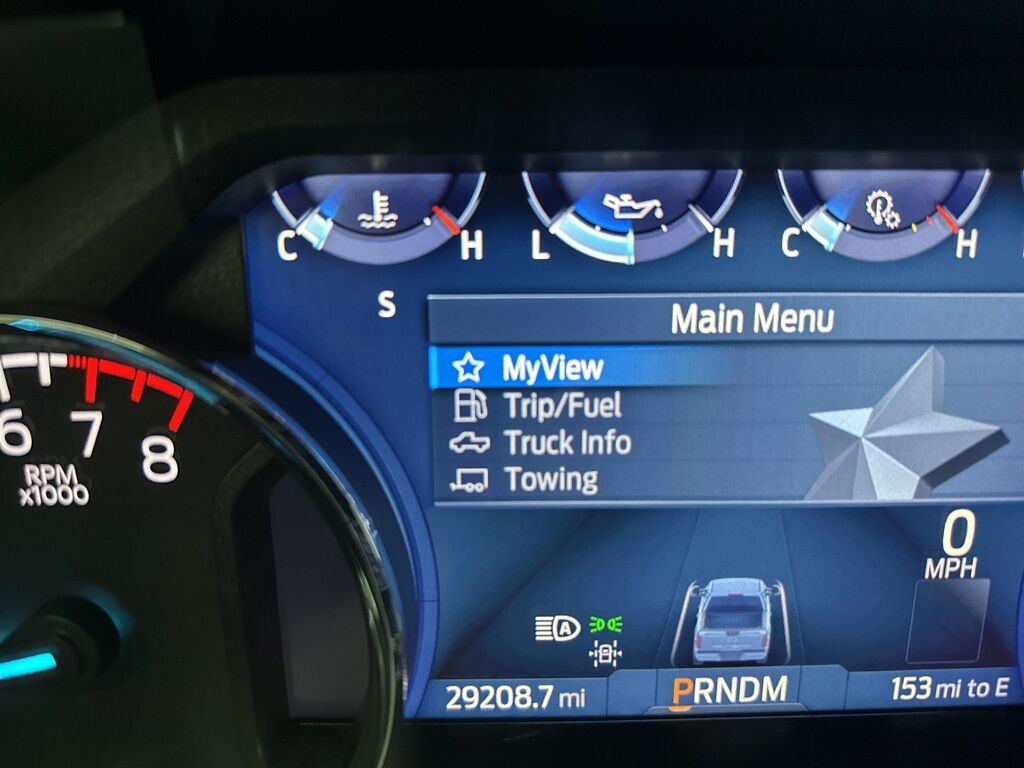 C H
L H
C H
S
Main Menu
MyView
Trip/Fuel
Truck Info
Towing
6 7 8
RPM
x1000
0
MPH
A
29208.7 mi
PRNDM
153 mi to E